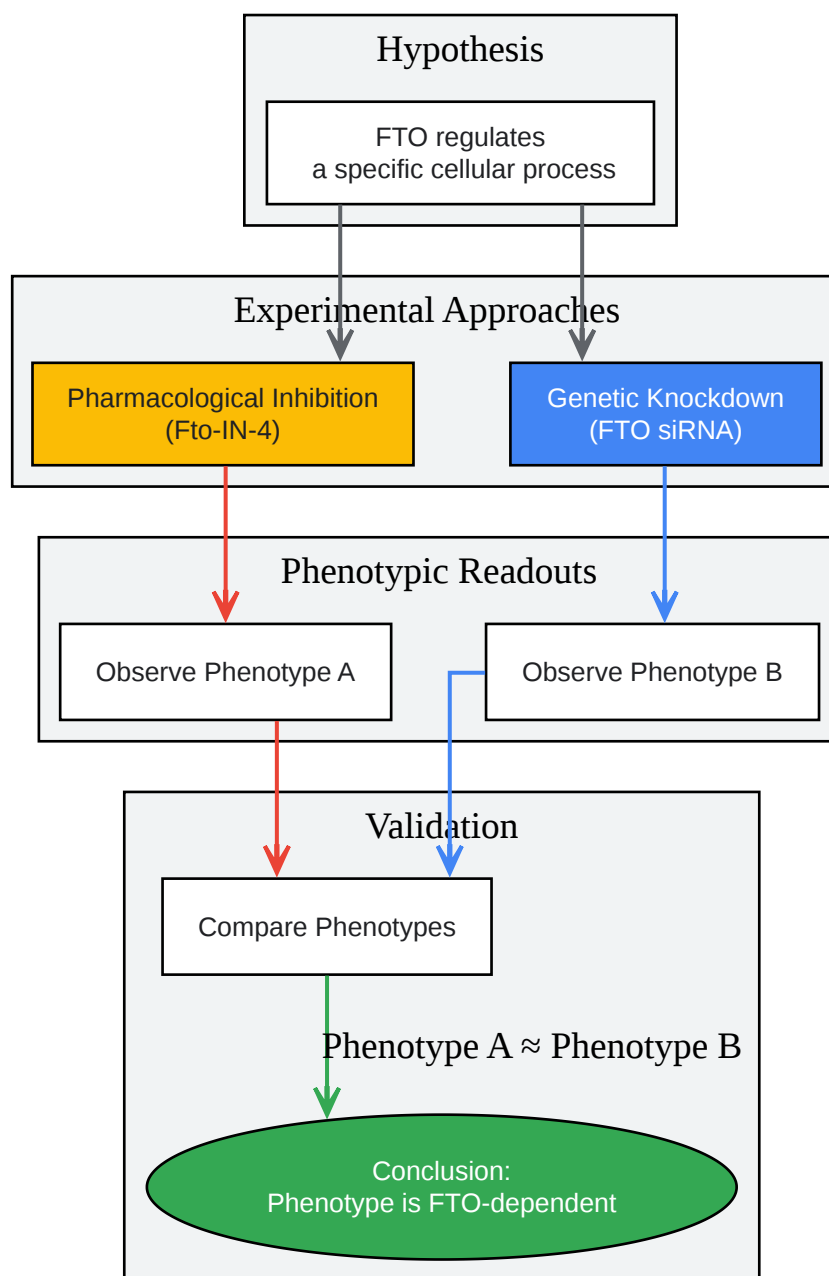 Hypothesis
FTO regulates
a specific cellular process
Experimental Approaches
Pharmacological Inhibition
(Fto-IN-4)
Genetic Knockdown
(FTO siRNA)
Phenotypic Readouts
Observe Phenotype A
Observe Phenotype B
Validation
Compare Phenotypes
Phenotype A ≈ Phenotype B
Conclusion:
Phenotype is FTO-dependent